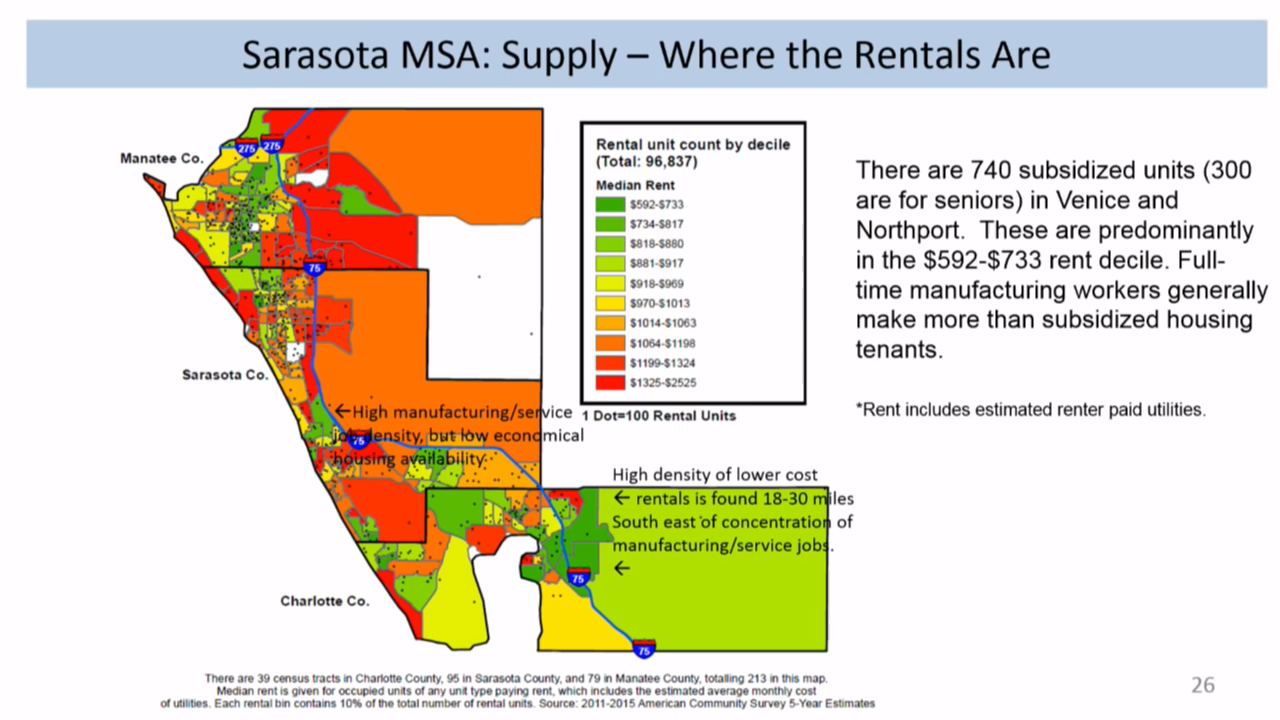 Sarasota MSA: Supply – Where the Rentals Are
275
275
Manatee Co.
75
Sarasota Co.
75
Charlotte Co.
75
75
Rental unit count by decile
(Total: 96,837)
Median Rent
$592-$733
$734-$817
$818-$880
$881-$917
$918-$969
$970-$1013
$1014-$1063
$1064-$1198
$1199-$1324
$1325-$2525
1 Dot=100 Rental Units
←High manufacturing/service
job density, but low economical
housing availability
High density of lower cost
← rentals is found 18-30 miles
South east of concentration of
manufacturing/service jobs.
←
There are 740 subsidized units (300
are for seniors) in Venice and
Northport. These are predominantly
in the $592-$733 rent decile. Full-
time manufacturing workers generally
make more than subsidized housing
tenants.
*Rent includes estimated renter paid utilities.
There are 39 census tracts in Charlotte County, 95 in Sarasota County, and 79 in Manatee County, totalling 213 in this map.
Median rent is given for occupied units of any unit type paying rent, which includes the estimated average monthly cost
of utilities. Each rental bin contains 10% of the total number of rental units. Source: 2011-2015 American Community Survey 5-Year Estimates
26